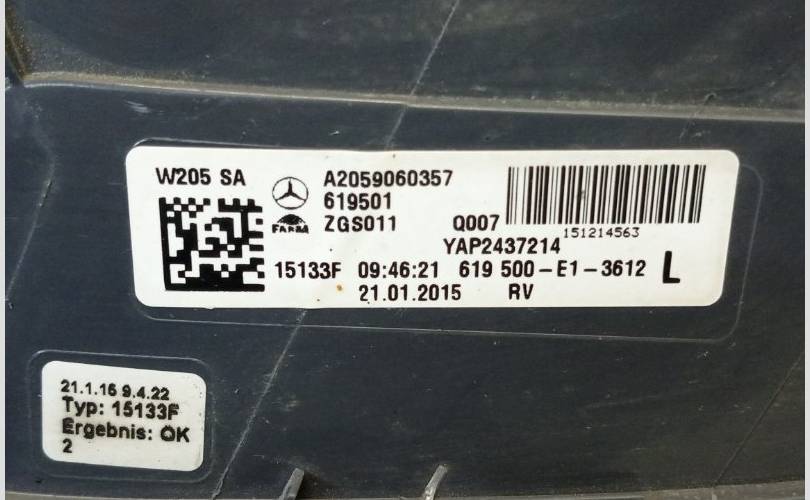 W205 SA
A2059060357
619501
ZGS011 Q007
151214563
YAP2437214
15133F 09:46:21 619 500-E1-3612 L
21.01.2015 RV
21.1.16 9.4.22
Typ: 15133F
Ergebnis: OK
2